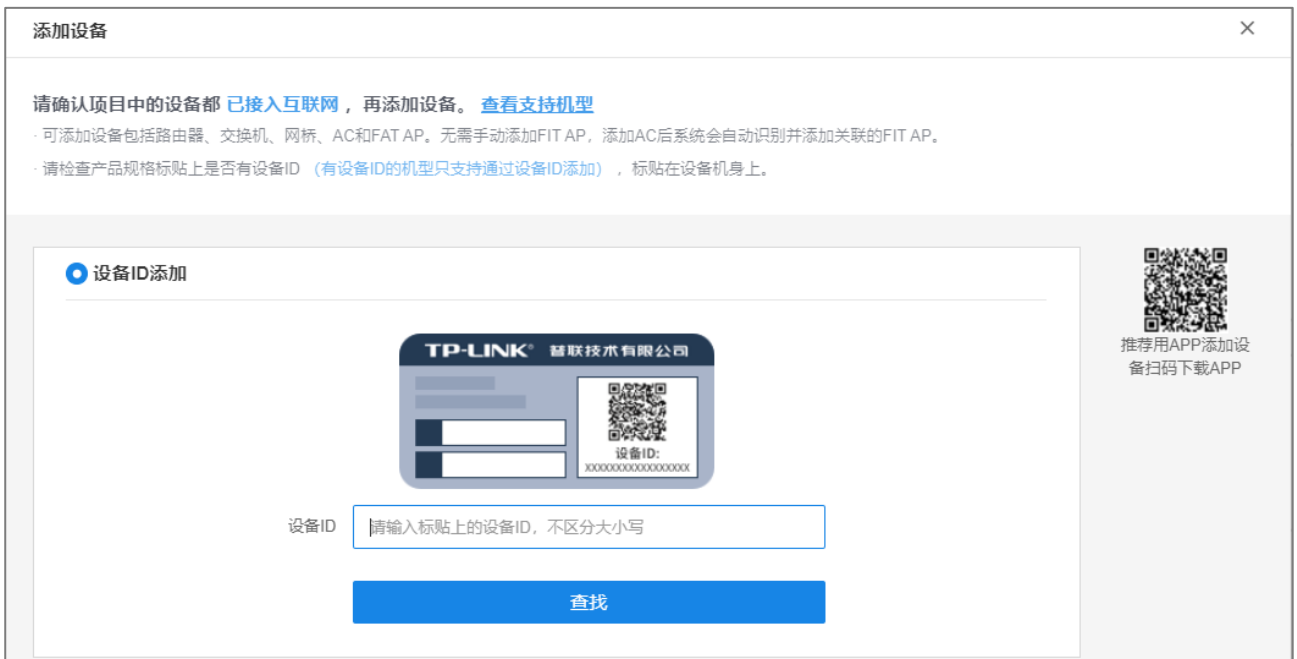 添加设备
请确认项目中的设备都 已接入互联网 ，再添加设备。 查看支持机型
· 可添加设备包括路由器、交换机、网桥、AC和FAT AP。无需手动添加FIT AP，添加AC后系统会自动识别并添加关联的FIT AP。
· 请检查产品规格标贴上是否有设备ID （有设备ID的机型只支持通过设备ID添加） ，标贴在设备机身上。
设备ID添加
TP-LINK® 普联技术有限公司
设备ID:
XXXXXXXXXXXXXXXXX
设备ID 请输入标贴上的设备ID，不区分大小写
查找
推荐用APP添加设
备扫码下载APP